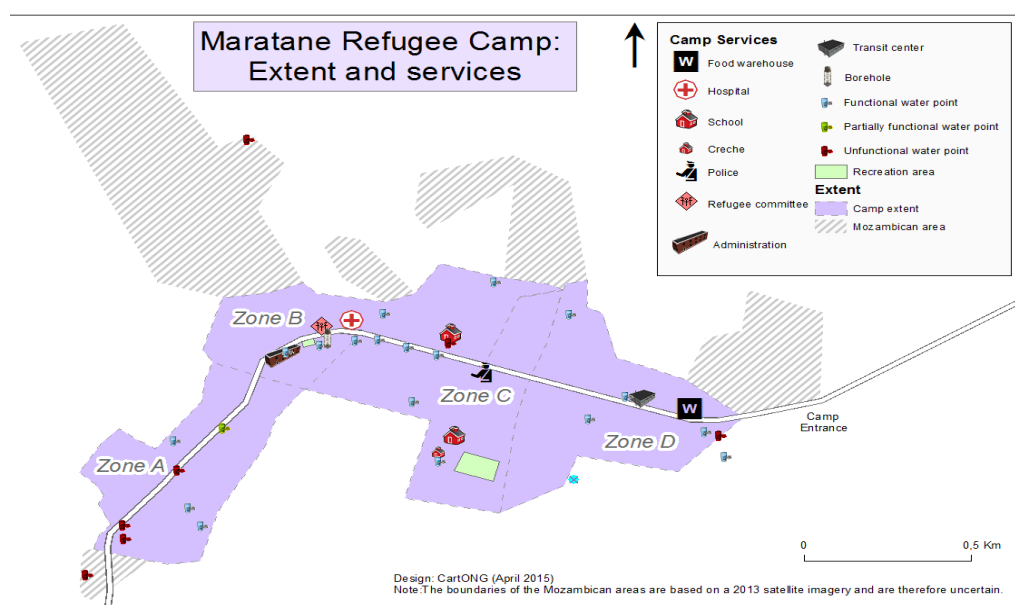 Maratane Refugee Camp:
Extent and services
Camp Services
W
Food warehouse
Hospital
School
Creche
Police
Refugee committee
Administration
Transit center
Borehole
Functional water point
Partially functional water point
Unfunctional water point
Recreation area
Extent
Camp extent
Mozambican area
Zone B
Zone C
W
Camp
Entrance
Zone D
Zone A
0
0,5 Km
Design: CartONG (April 2015)
Note:The boundaries of the Mozambican areas are based on a 2013 satellite imagery and are therefore uncertain.